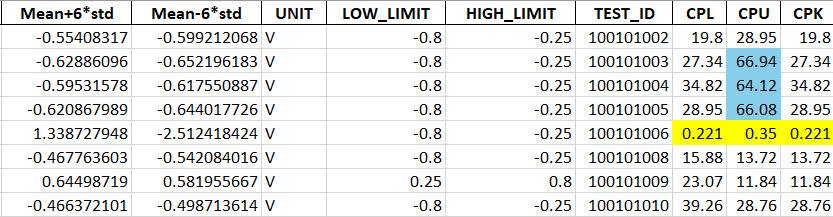 Mean+6*std Mean-6*std UNIT LOW_LIMIT HIGH_LIMIT TEST_ID CPL CPU CPK
-0.55408317 -0.599212068 V -0.8 -0.25 100101002 19.8 28.95 19.8
-0.62886096 -0.652196183 V -0.8 -0.25 100101003 27.34 66.94 27.34
-0.59531578 -0.617550887 V -0.8 -0.25 100101004 34.82 64.12 34.82
-0.620867989 -0.644017726 V -0.8 -0.25 100101005 28.95 66.08 28.95
1.338727948 -2.512418424 V -0.8 -0.25 100101006 0.221 0.35 0.221
-0.467763603 -0.542084016 V -0.8 -0.25 100101008 15.88 13.72 13.72
0.64498719 0.581955667 V 0.25 0.8 100101009 23.07 11.84 11.84
-0.466372101 -0.498713614 V -0.8 -0.25 100101010 39.26 28.76 28.76